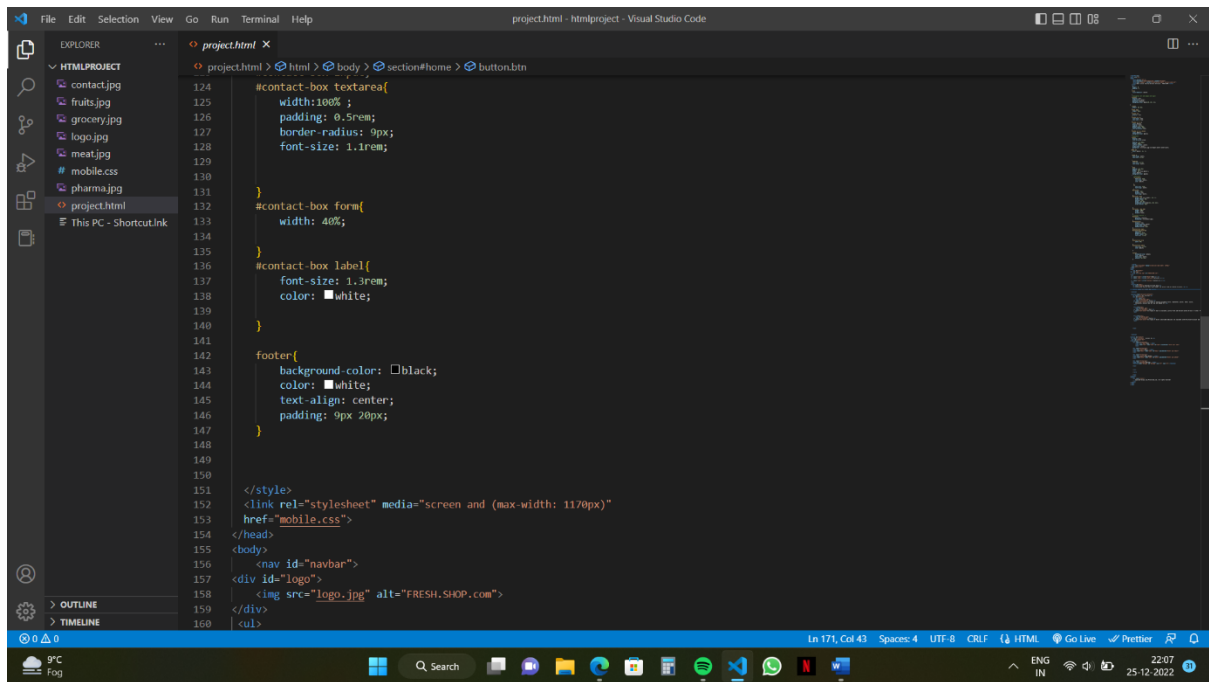 File Edit Selection View Go Run Terminal Help
project.html - htmlproject - Visual Studio Code
EXPLORER
HTMLPROJECT
contact.jpg
fruits.jpg
grocery.jpg
logo.jpg
meat.jpg
# mobile.css
pharma.jpg
project.html
This PC - Shortcut.lnk
OUTLINE
TIMELINE
project.html
project.html > html > body > section#home > button.btn
124 #contact-box textarea{
125 width:100% ;
126 padding: 0.5rem;
127 border-radius: 9px;
128 font-size: 1.1rem;
129
130
131 }
132 #contact-box form{
133 width: 40%;
134
135 }
136 #contact-box label{
137 font-size: 1.3rem;
138 color: white;
139
140 }
141
142 footer{
143 background-color: black;
144 color: white;
145 text-align: center;
146 padding: 9px 20px;
147 }
148
149
150
151 </style>
152 <link rel="stylesheet" media="screen and (max-width: 1170px)"
153 href="mobile.css">
154 </head>
155 <body>
156 <nav id="navbar">
157 <div id="logo">
158 <img src="logo.jpg" alt="FRESH.SHOP.com">
159 </div>
160 <ul>
0 0
Ln 171, Col 43 Spaces: 4 UTF-8 CRLF HTML Go Live Prettier
9°C
Fog
Search
ENG
IN
22:07
25-12-2022
31